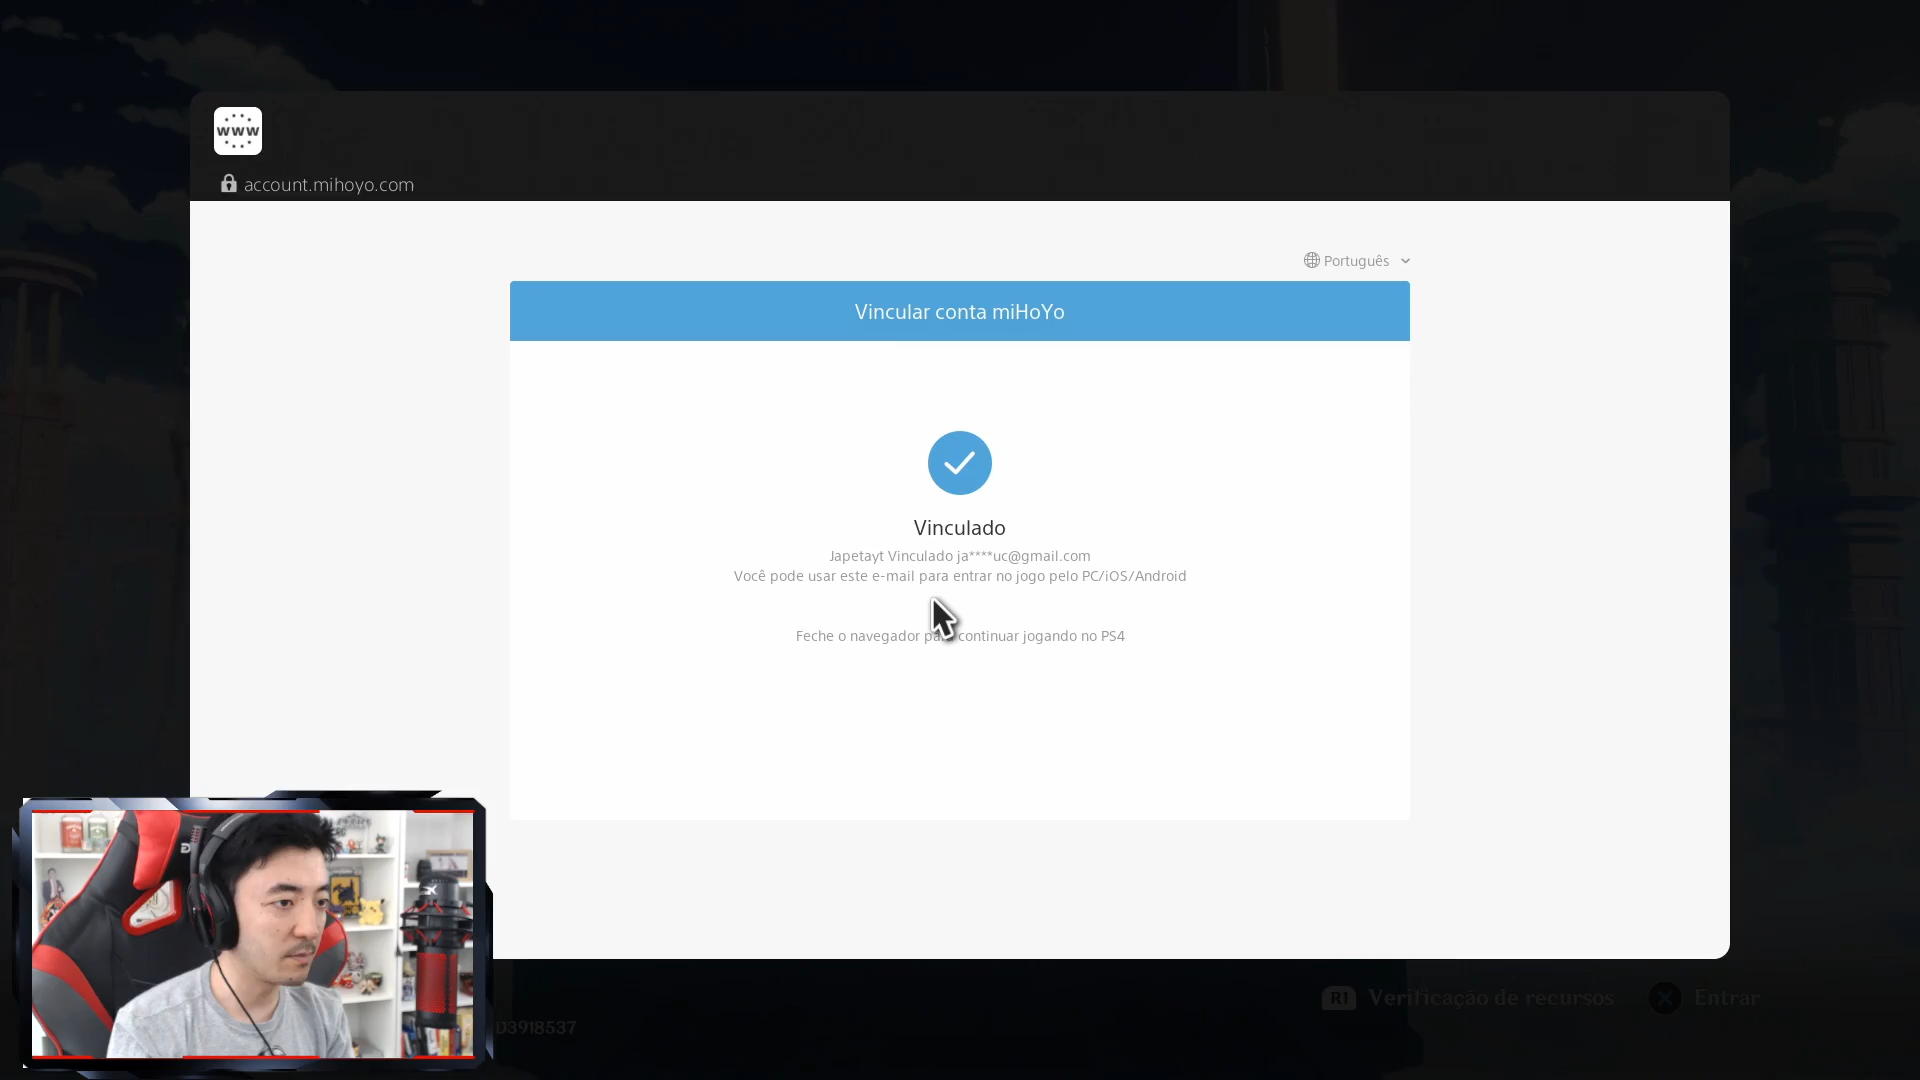 www
account.mihoyo.com
Português
Vincular conta miHoYo
Vinculado
Japetayt Vinculado ja****uc@gmail.com
Você pode usar este e-mail para entrar no jogo pelo PC/iOS/Android
Feche o navegador para continuar jogando no PS4
R1 Verificação de recursos Entrar
03918537